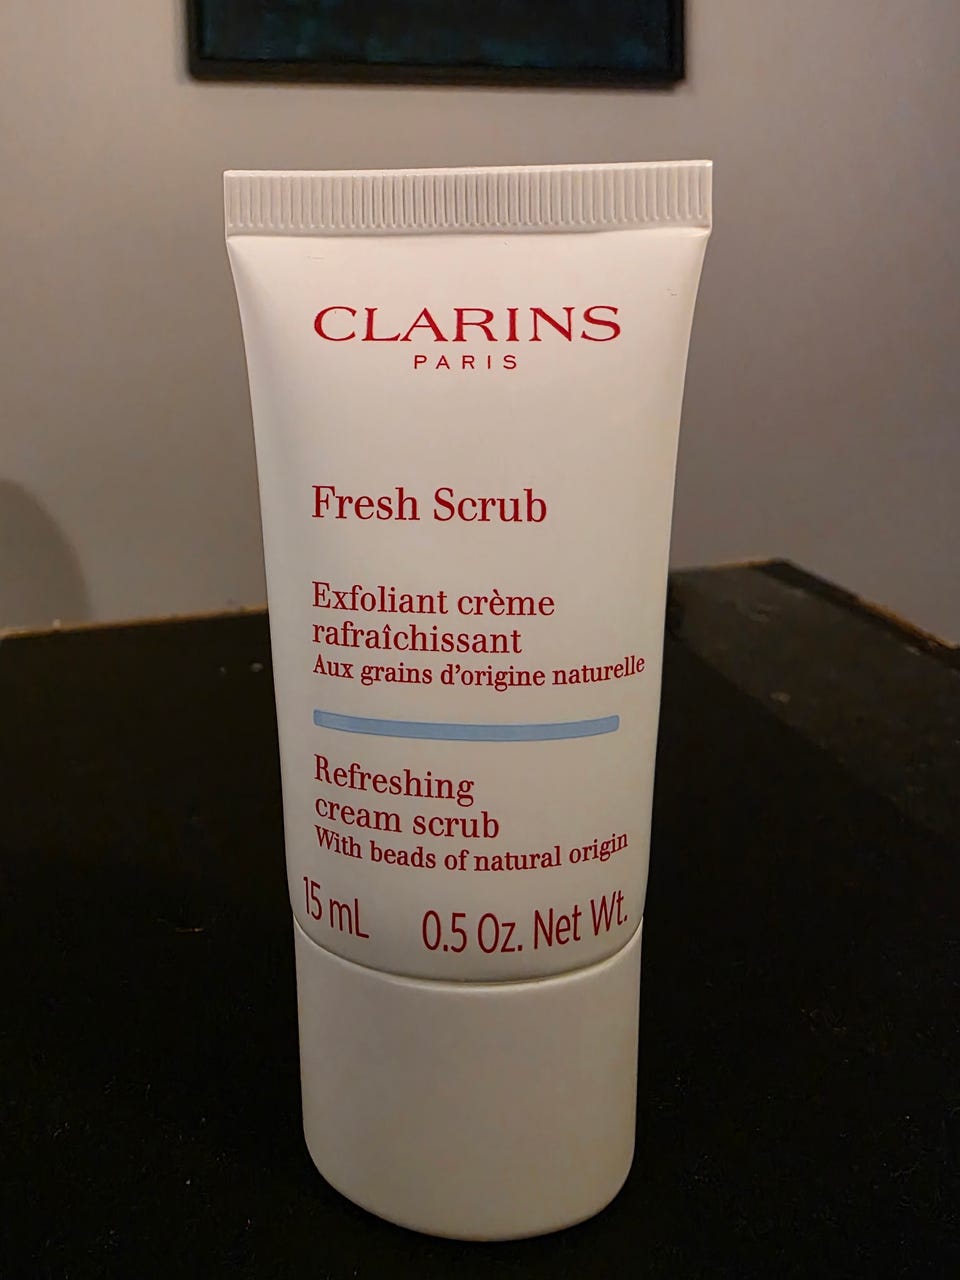 CLARINS
PARIS
Fresh Scrub
Exfoliant crème
rafraîchissant
Aux grains d'origine naturelle
Refreshing
cream scrub
With beads of natural origin
15 mL 0.5 Oz. Net Wt.